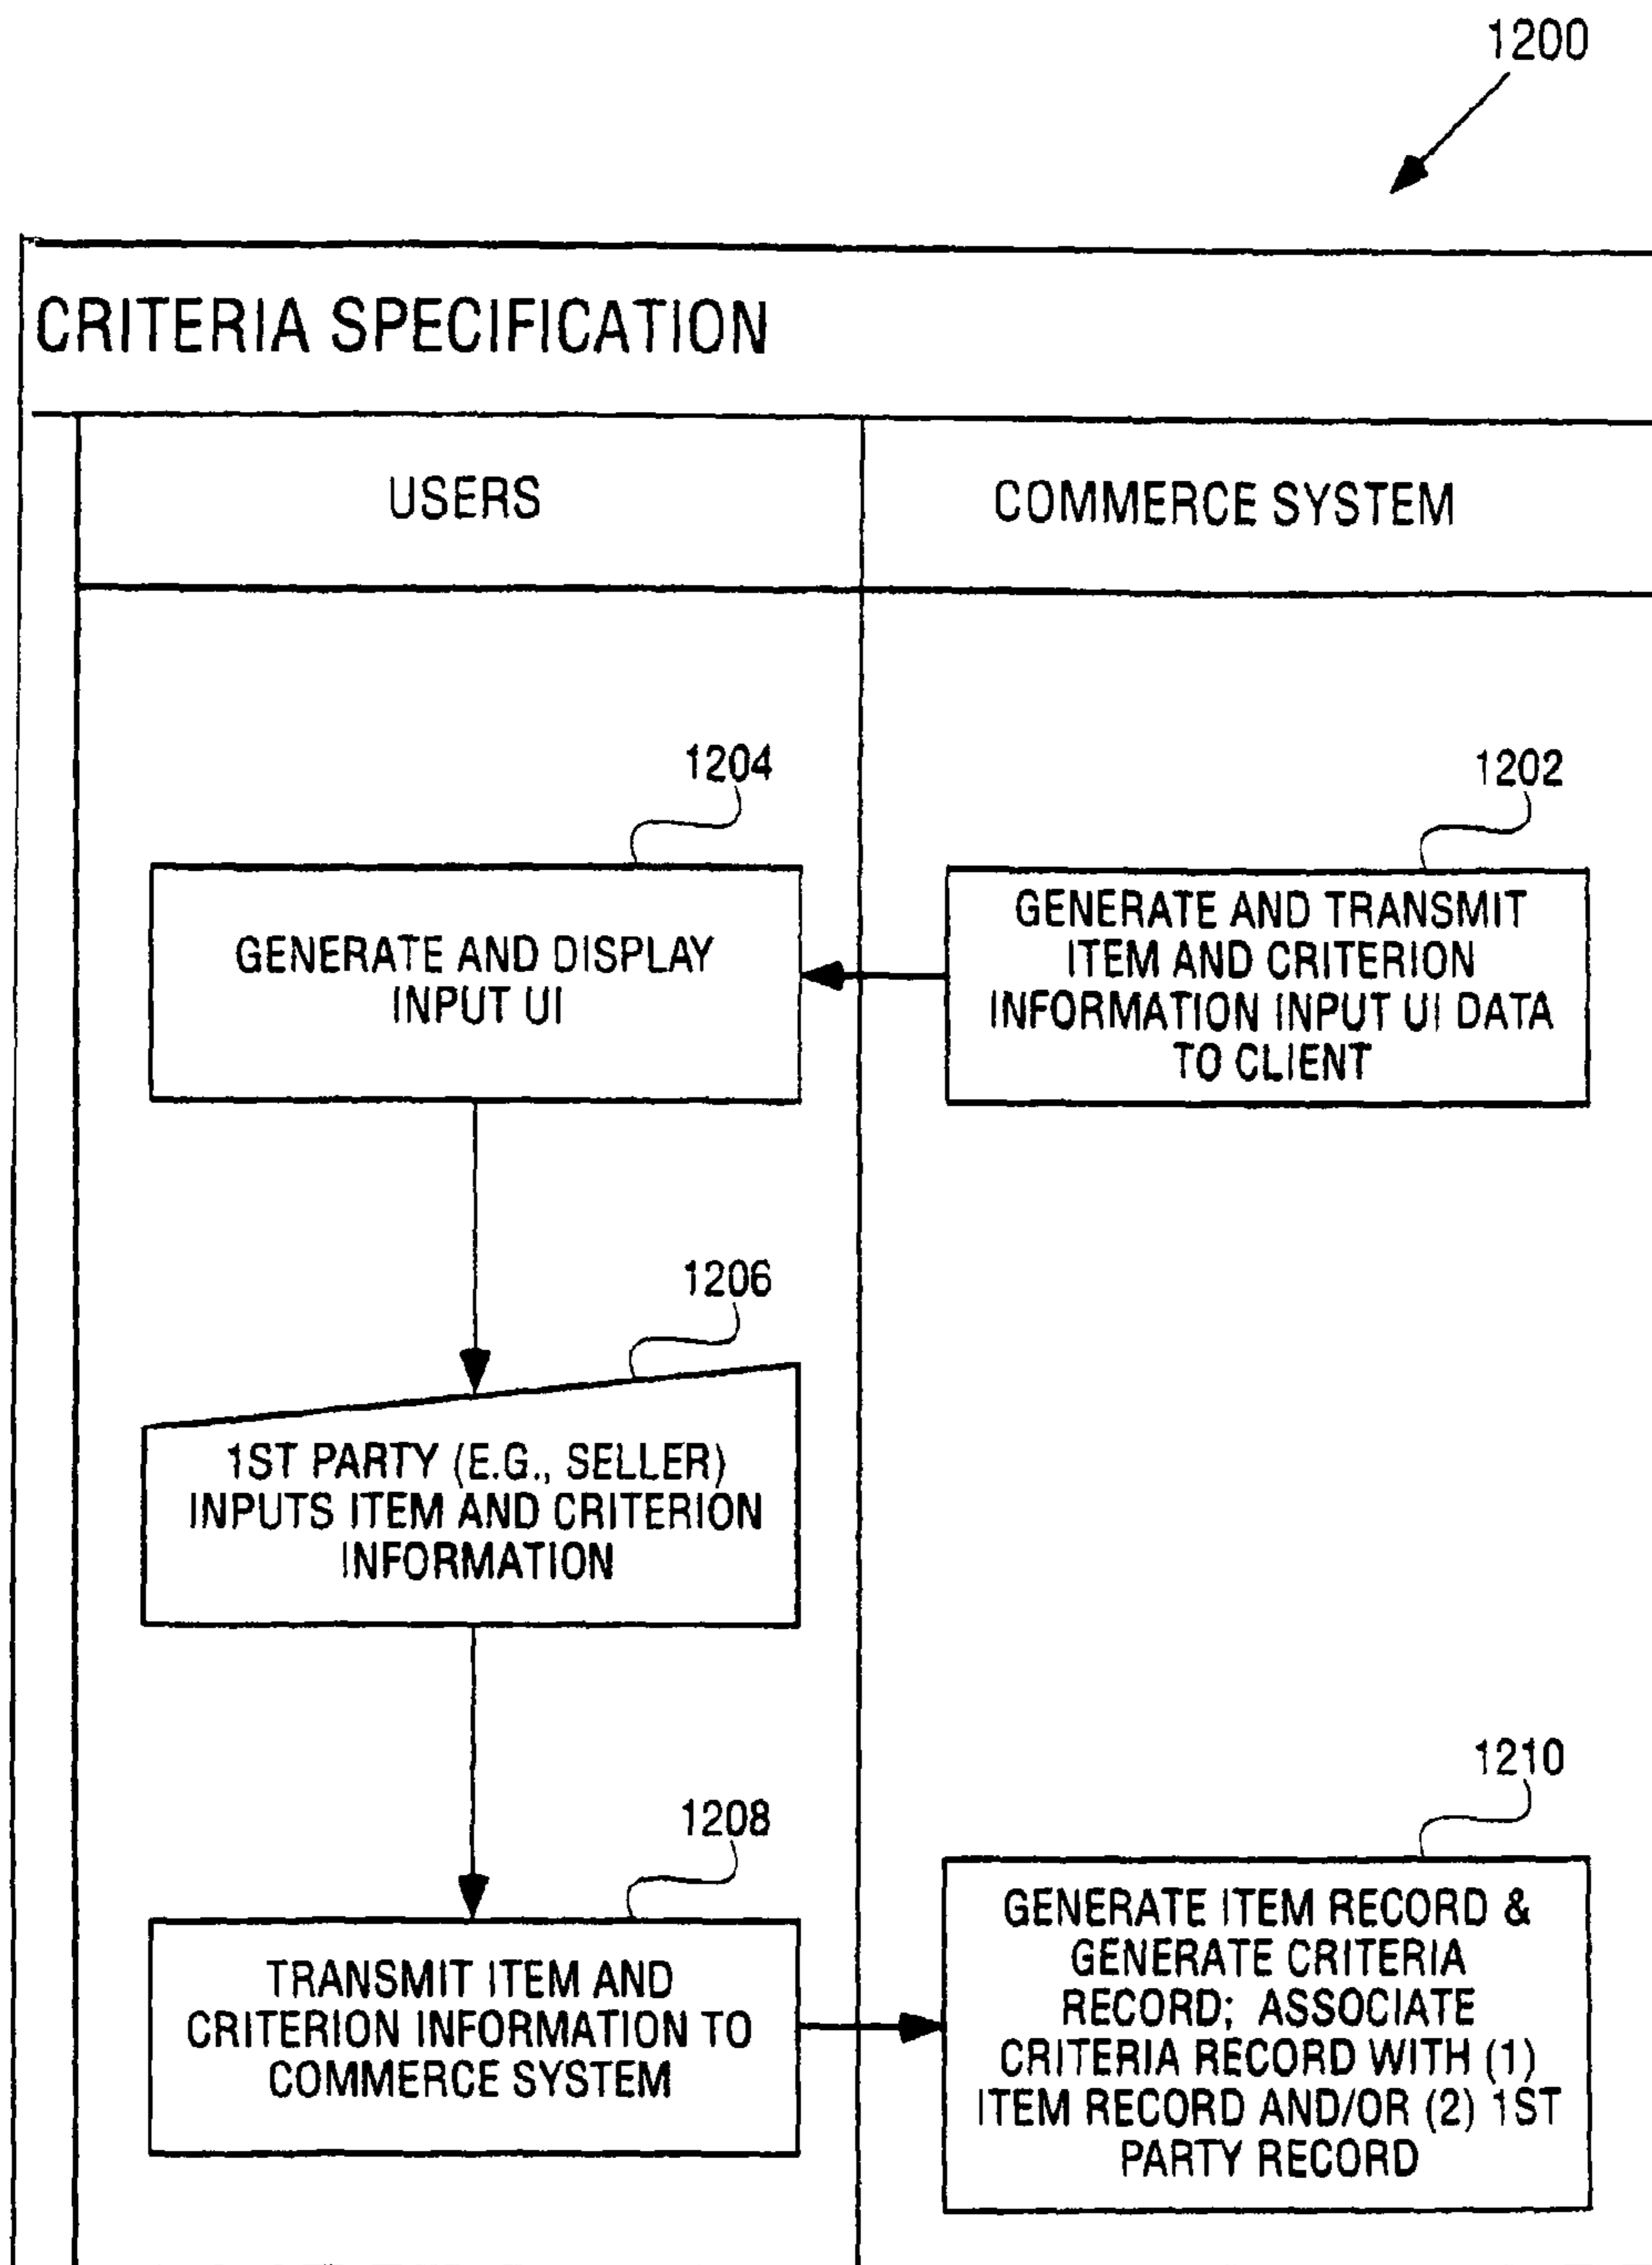 1200
CRITERIA SPECIFICATION
USERS
COMMERCE SYSTEM
1204
GENERATE AND DISPLAY
INPUT UI
1202
GENERATE AND TRANSMIT
ITEM AND CRITERION
INFORMATION INPUT UI DATA
TO CLIENT
1206
1ST PARTY (E.G., SELLER)
INPUTS ITEM AND CRITERION
INFORMATION
1208
TRANSMIT ITEM AND
CRITERION INFORMATION TO
COMMERCE SYSTEM
1210
GENERATE ITEM RECORD &
GENERATE CRITERIA
RECORD; ASSOCIATE
CRITERIA RECORD WITH (1)
ITEM RECORD AND/OR (2) 1ST
PARTY RECORD